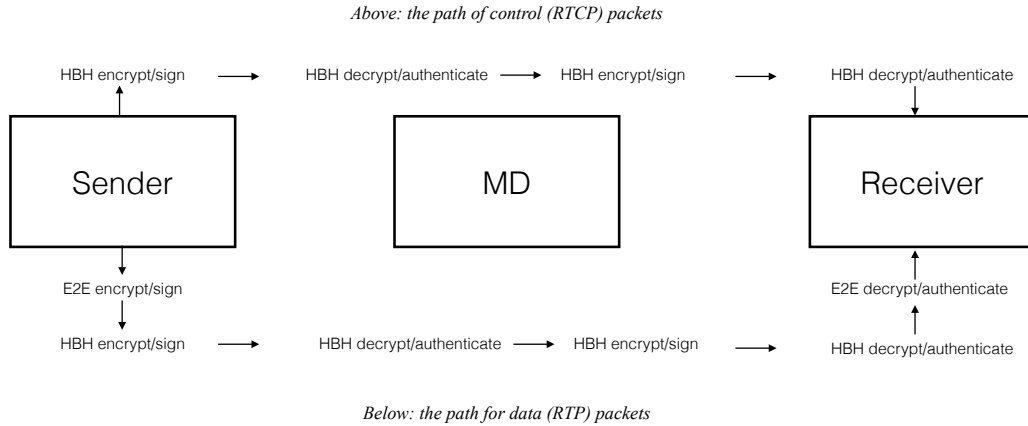 Above: the path of control (RTCP) packets
HBH encrypt/sign HBH decrypt/authenticate HBH encrypt/sign HBH decrypt/authenticate
Sender MD Receiver
E2E encrypt/sign E2E decrypt/authenticate
HBH encrypt/sign HBH decrypt/authenticate HBH encrypt/sign HBH decrypt/authenticate
Below: the path for data (RTP) packets